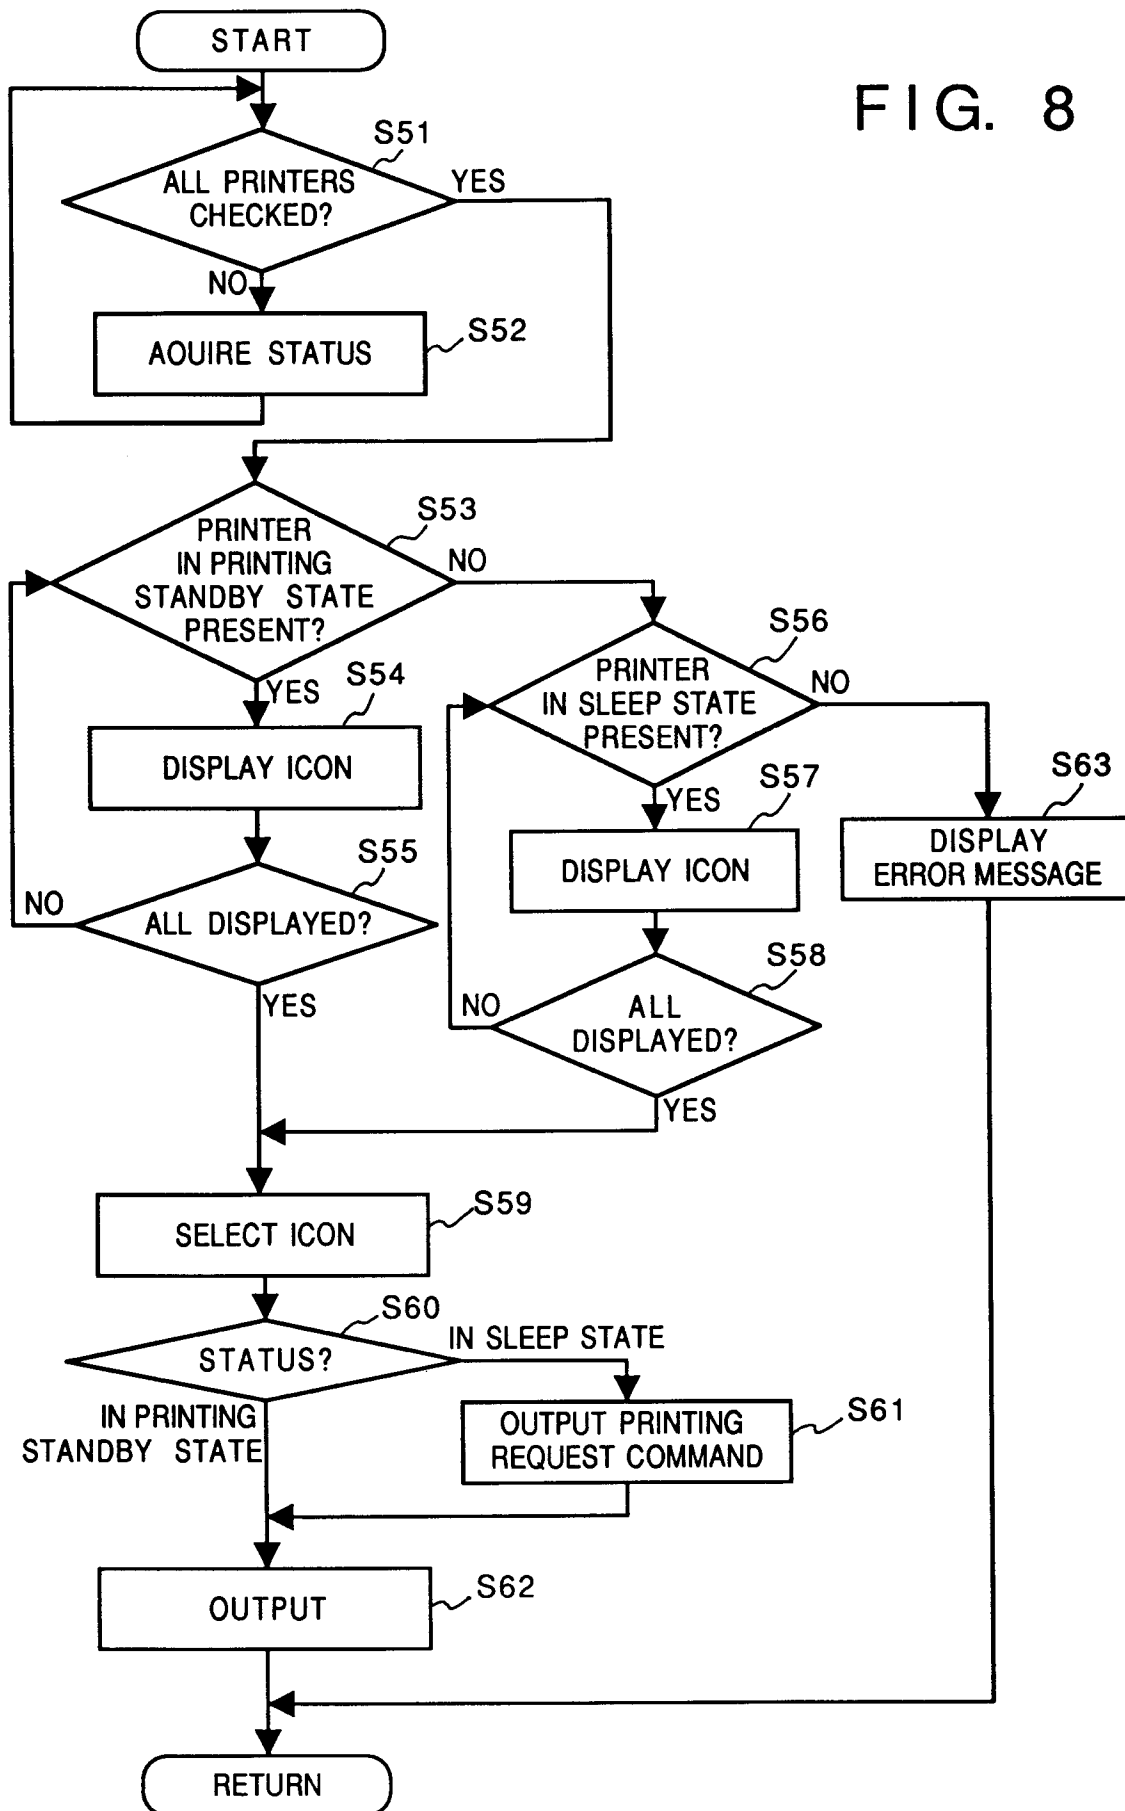 START
FIG. 8
S51
ALL PRINTERS
CHECKED?
YES
NO
S52
AOUIRE STATUS
S53
PRINTER
IN PRINTING
STANDBY STATE
PRESENT?
NO
YES
S54
DISPLAY ICON
S55
ALL DISPLAYED?
NO
YES
S56
PRINTER
IN SLEEP STATE
PRESENT?
NO
YES
S57
DISPLAY ICON
S58
ALL
DISPLAYED?
NO
YES
S63
DISPLAY
ERROR MESSAGE
S59
SELECT ICON
S60
STATUS?
IN SLEEP STATE
IN PRINTING
STANDBY STATE
S61
OUTPUT PRINTING
REQUEST COMMAND
S62
OUTPUT
RETURN